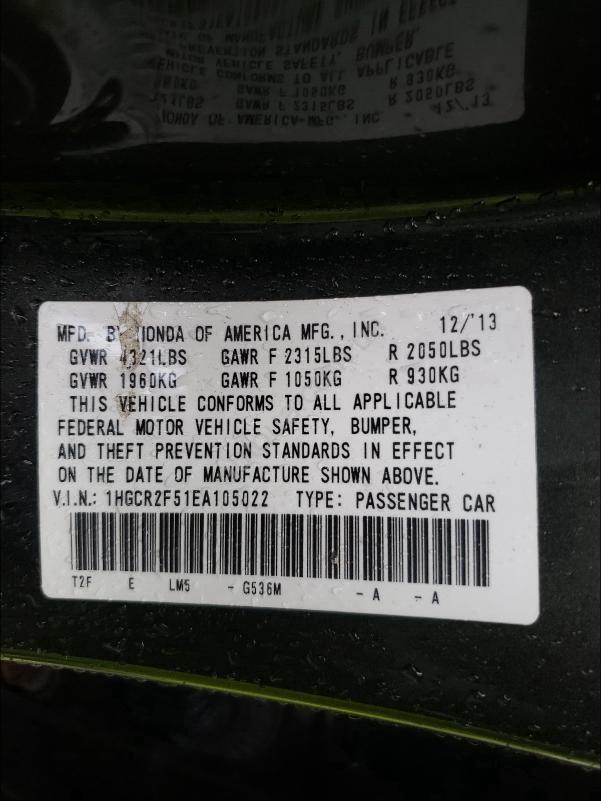 MFD. BY HONDA OF AMERICA MFG., INC. 12/'13
GVWR 4321LBS GAWR F 2315LBS R 2050LBS
GVWR 1960KG GAWR F 1050KG R 930KG
THIS VEHICLE CONFORMS TO ALL APPLICABLE
FEDERAL MOTOR VEHICLE SAFETY, BUMPER,
AND THEFT PREVENTION STANDARDS IN EFFECT
ON THE DATE OF MANUFACTURE SHOWN ABOVE.
V.I.N.: 1HGCR2F51EA105022 TYPE: PASSENGER CAR
T2F E LM5 - G536M - A - A